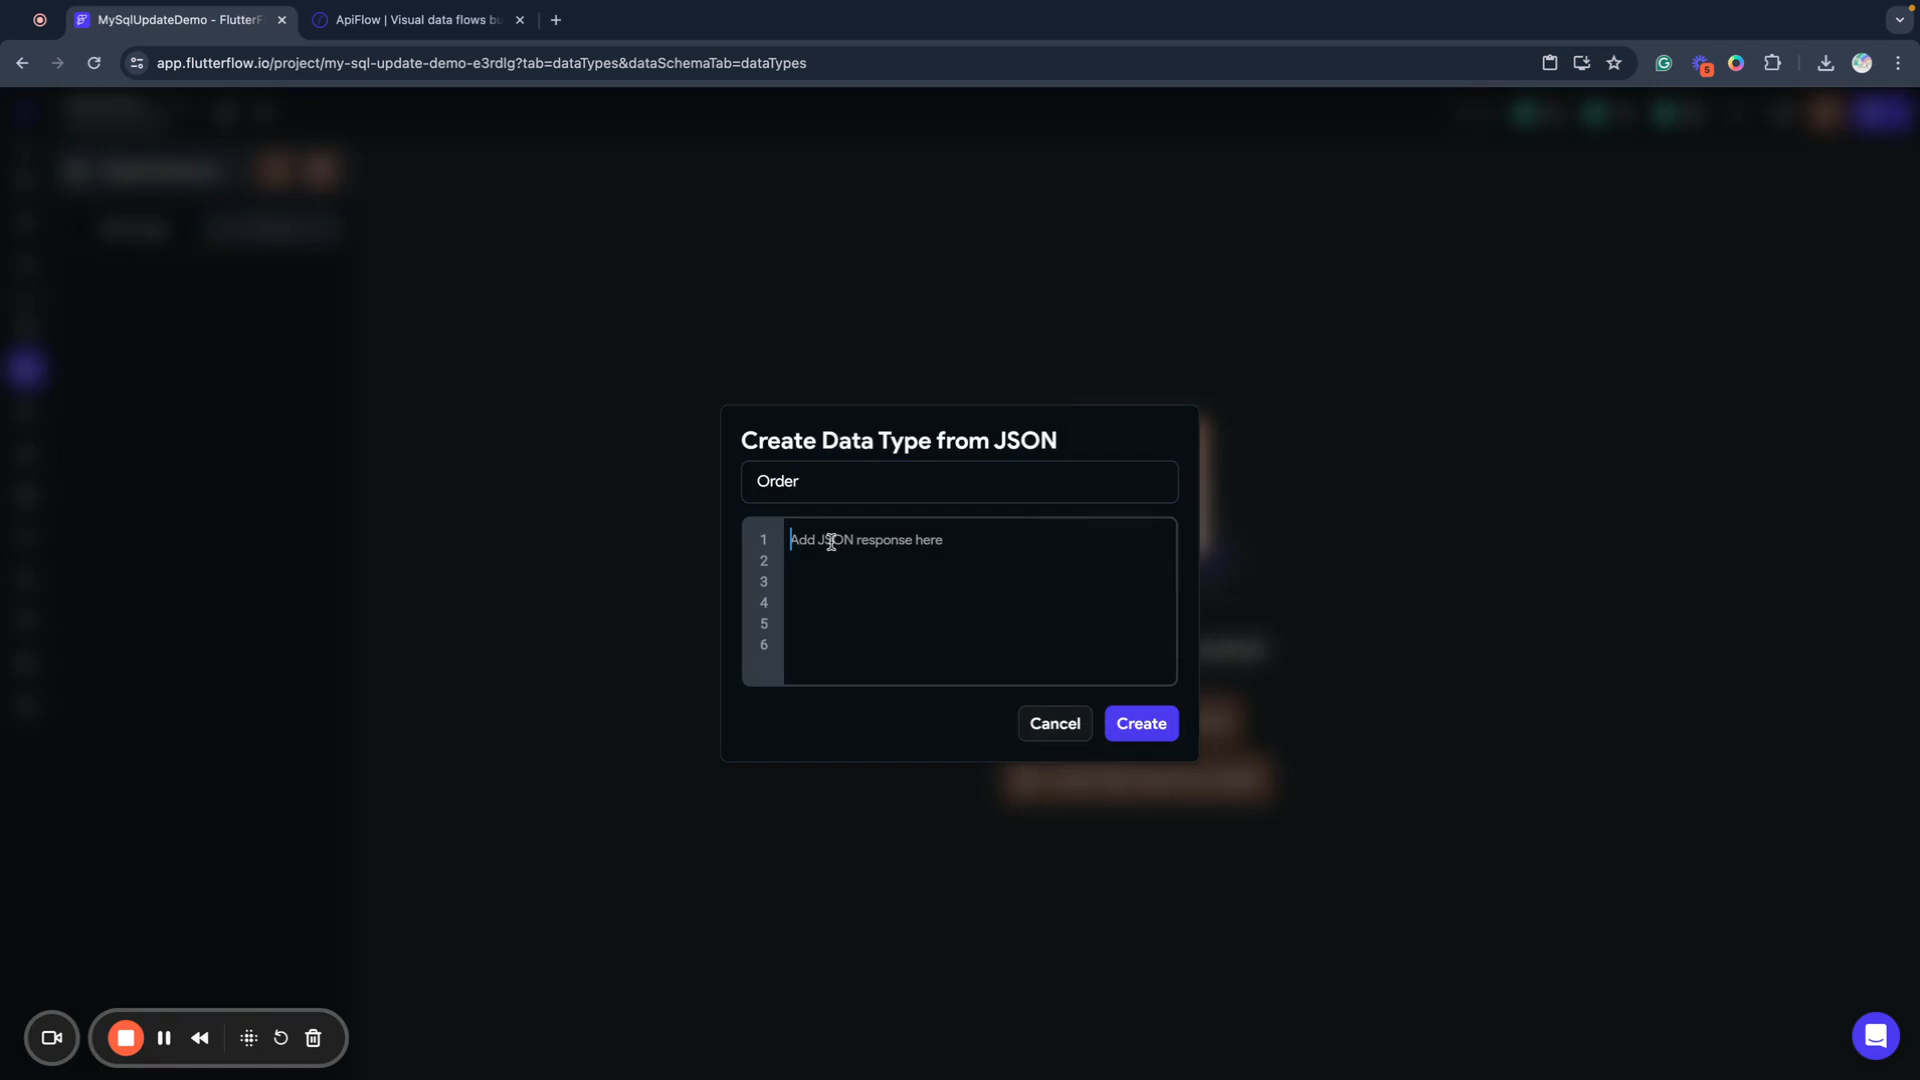 MySqlUpdateDemo - FlutterF
ApiFlow | Visual data flows bu
app.flutterflow.io/project/my-sql-update-demo-e3rdlg?tab=dataTypes&dataSchemaTab=dataTypes
5
Create Data Type from JSON
Order
1 Add JSON response here
2
3
4
5
6
Cancel Create